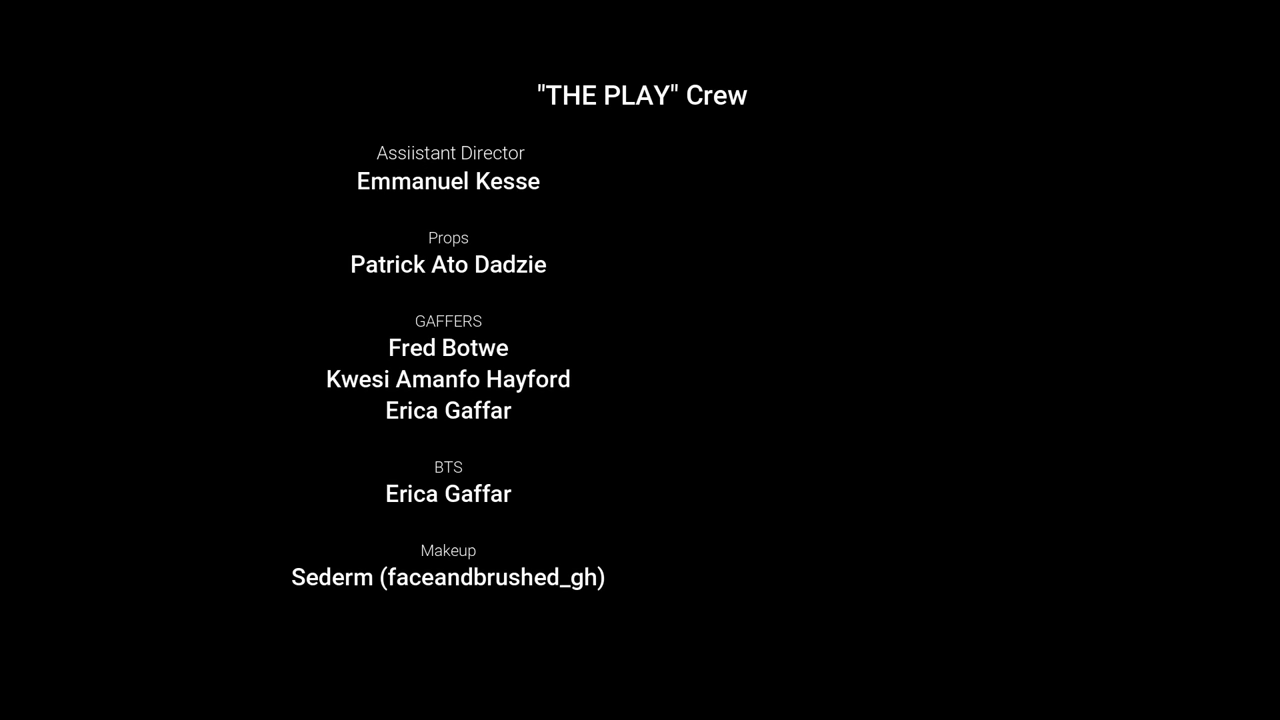 "THE PLAY" Crew
Assiistant Director
Emmanuel Kesse
Props
Patrick Ato Dadzie
GAFFERS
Fred Botwe
Kwesi Amanfo Hayford
Erica Gaffar
BTS
Erica Gaffar
Makeup
Sederm (faceandbrushed_gh)